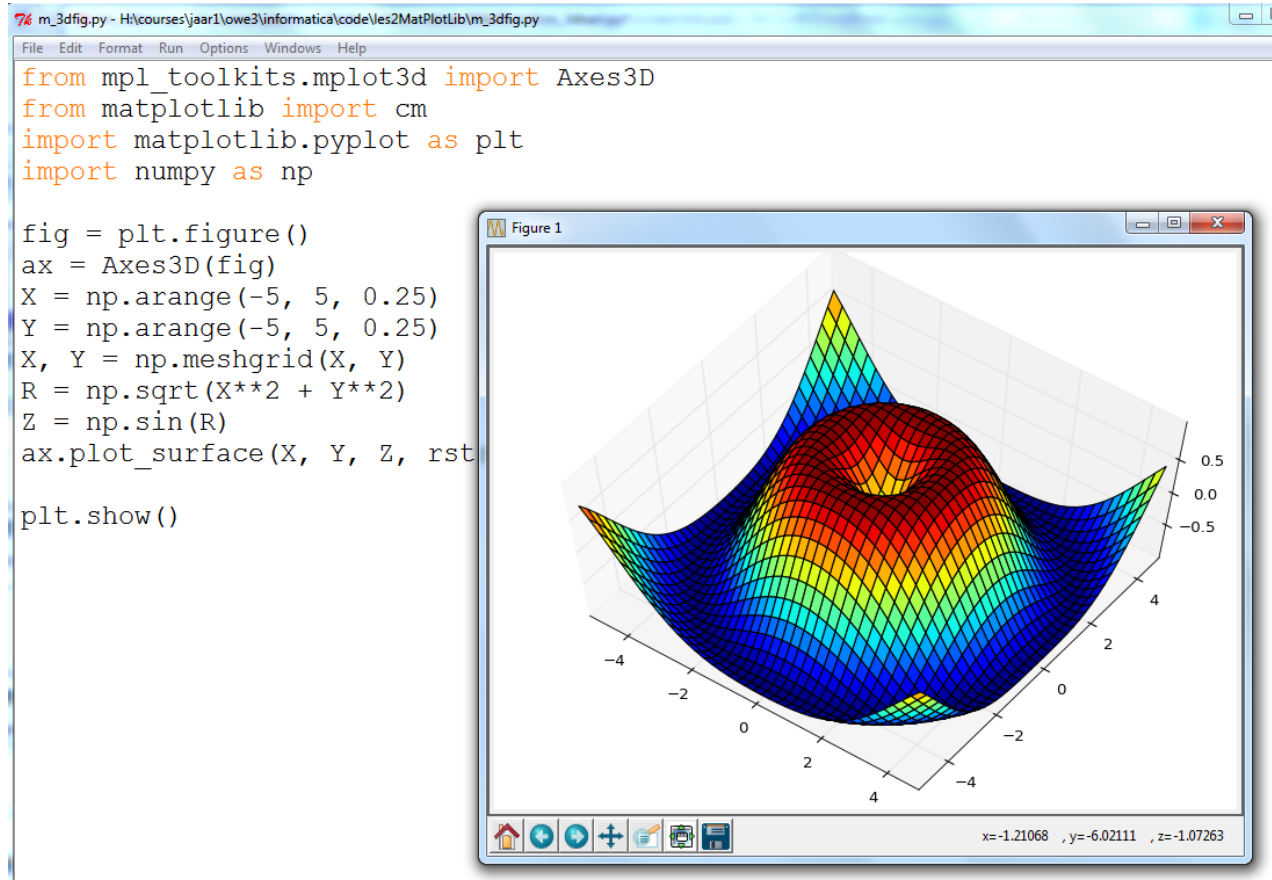 m_3dfig.py - H:\courses\jaar1\owe3\informatica\code\les2MatPlotLib\m_3dfig.py
File Edit Format Run Options Windows Help
from mpl_toolkits.mplot3d import Axes3D
from matplotlib import cm
import matplotlib.pyplot as plt
import numpy as np
fig = plt.figure()
ax = Axes3D(fig)
X = np.arange(-5, 5, 0.25)
Y = np.arange(-5, 5, 0.25)
X, Y = np.meshgrid(X, Y)
R = np.sqrt(X**2 + Y**2)
Z = np.sin(R)
ax.plot_surface(X, Y, Z, rst
plt.show()
Figure 1
0.5
0.0
−0.5
4
2
0
−2
−4
−4
−2
0
2
4
x=-1.21068 , y=-6.02111 , z=-1.07263